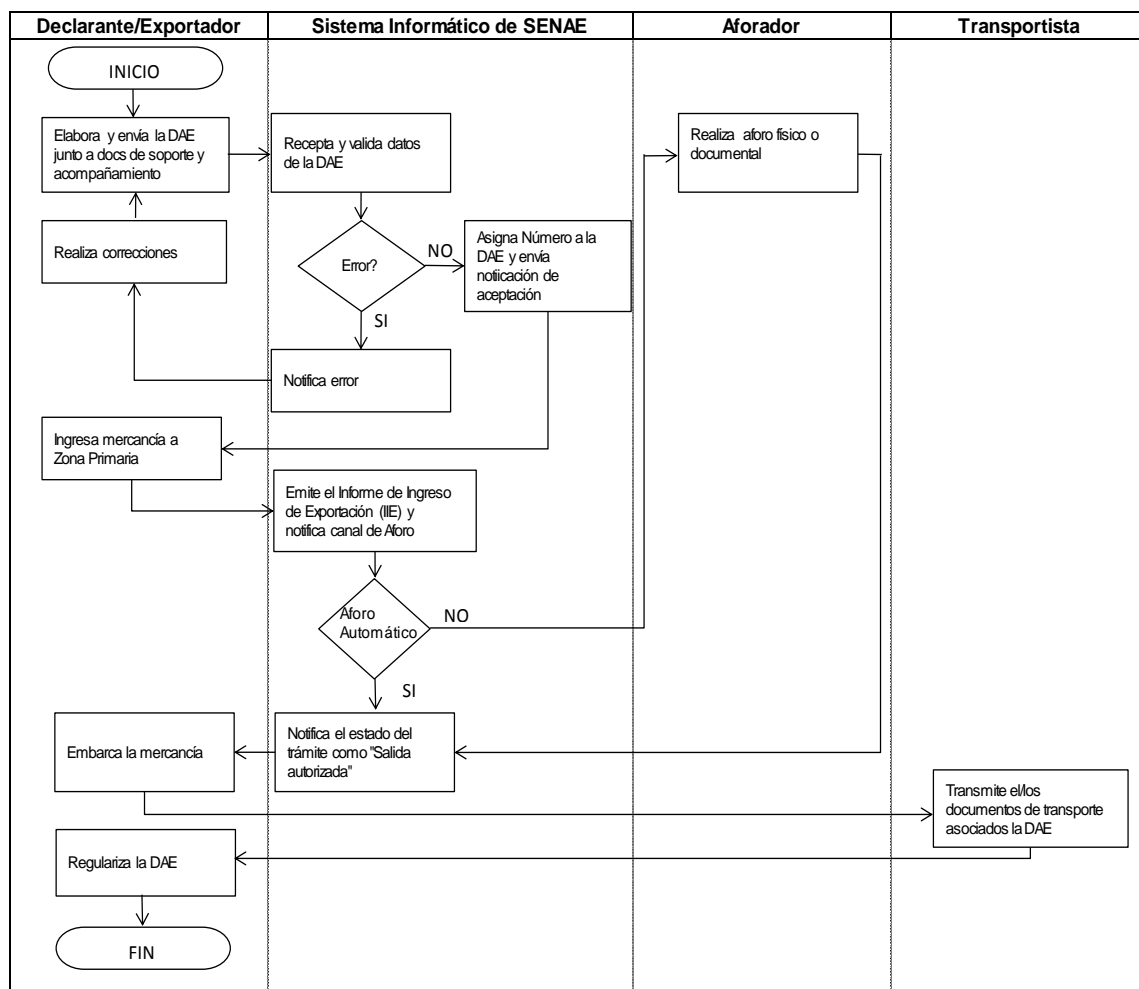 Declarante/Exportador
Sistema Informático de SENAE
Aforador
Transportista
INICIO
Elabora y envía la DAE
junto a docs de soporte y
acompañamiento
Recepta y valida datos
de la DAE
Realiza aforo físico o
documental
Realiza correcciones
Error?
NO
Asigna Número a la
DAE y envía
notiicación de
aceptación
SI
Notifica error
Ingresa mercancía a
Zona Primaria
Emite el Informe de Ingreso
de Exportación (IIE) y
notifica canal de Aforo
Aforo
Automático
NO
SI
Embarca la mercancía
Notifica el estado del
trámite como "Salida
autorizada"
Transmite el/los
documentos de transporte
asociados la DAE
Regulariza la DAE
FIN